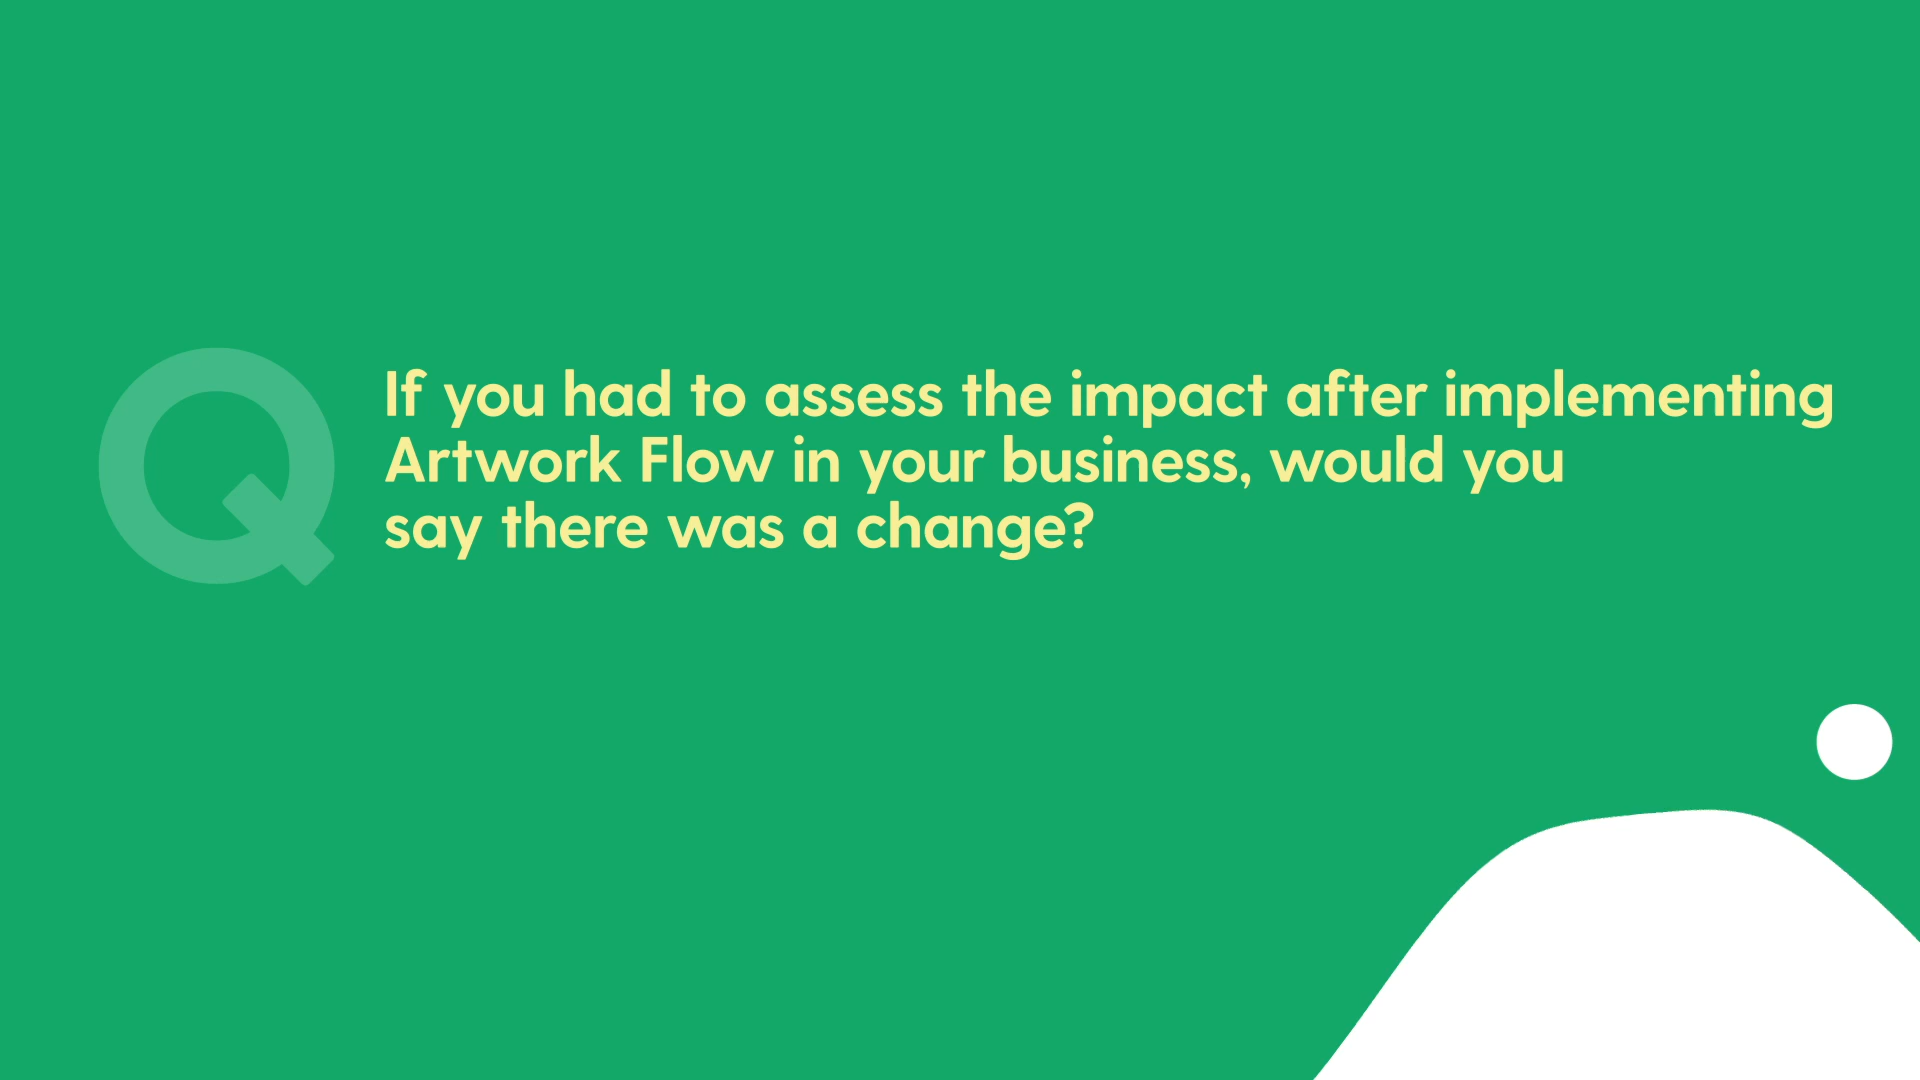 Q
If you had to assess the impact after implementing
Artwork Flow in your business, would you
say there was a change?